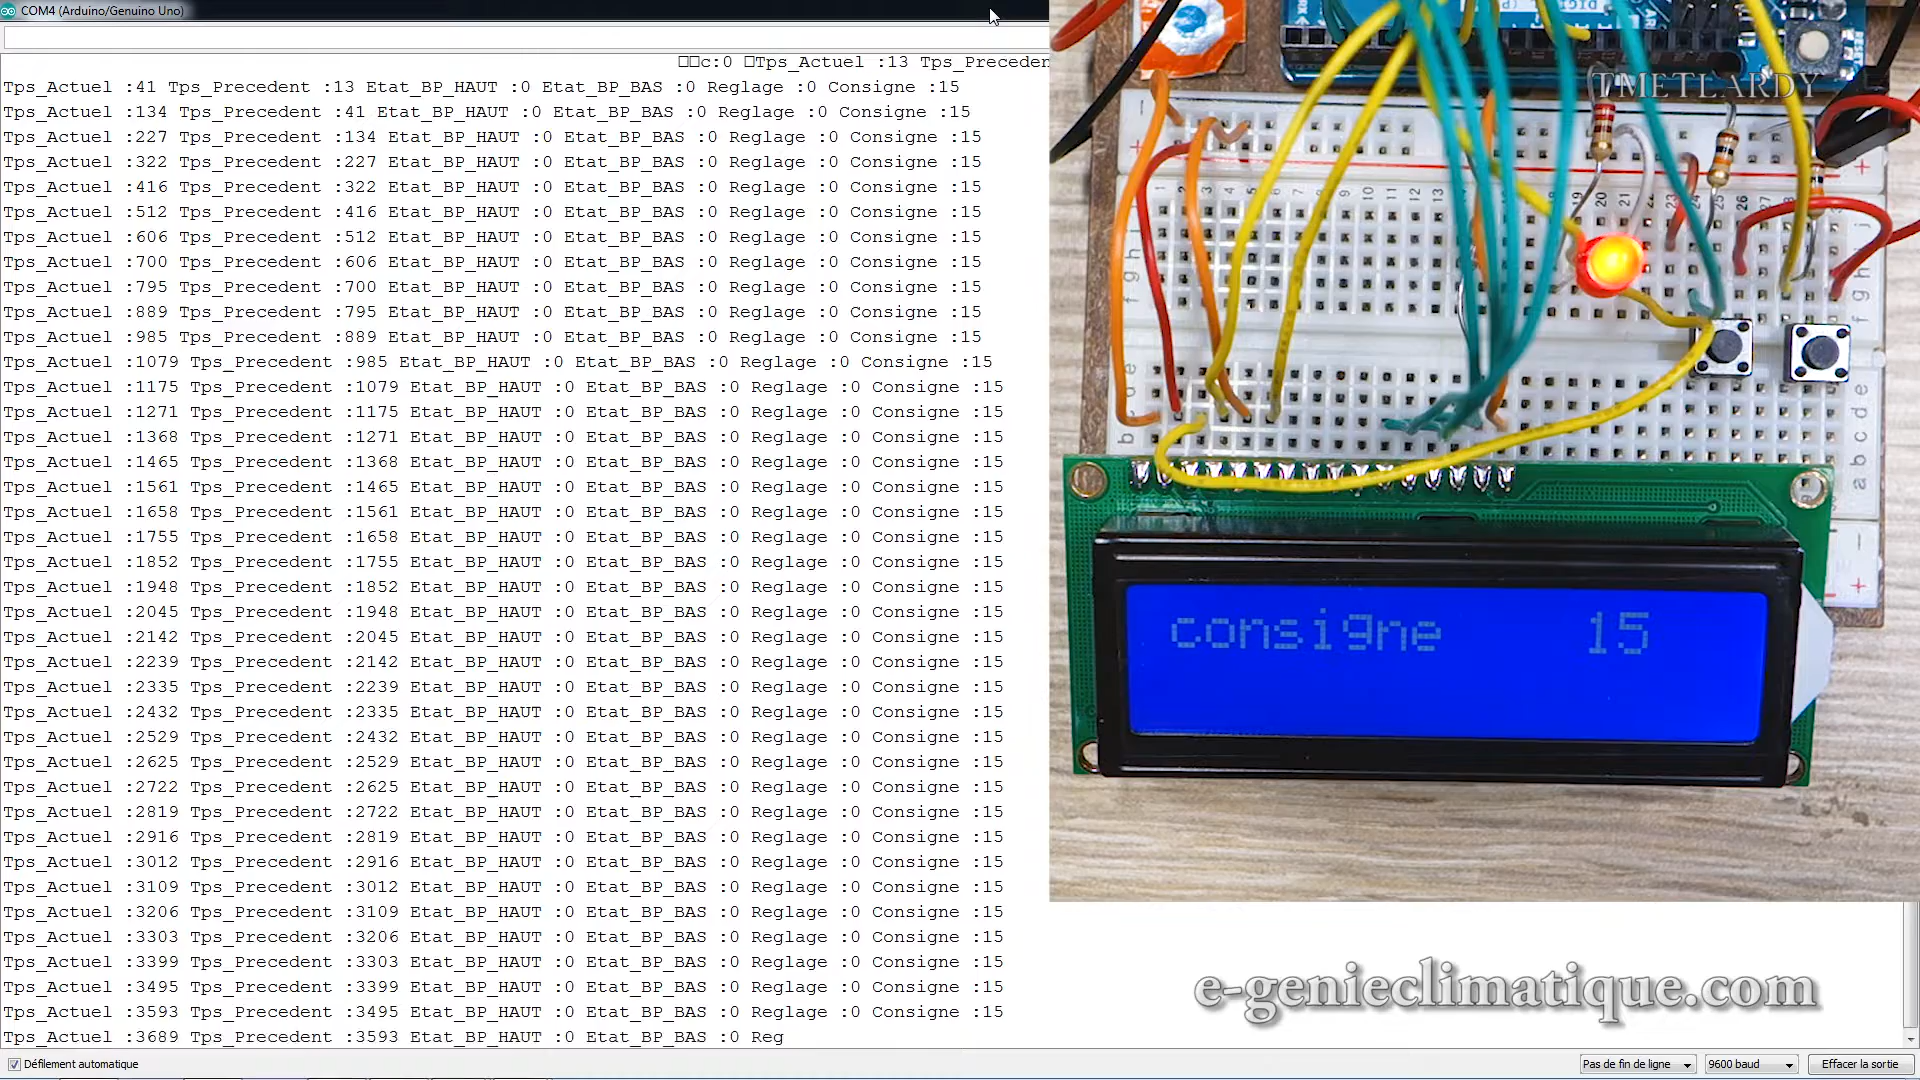 COM4 (Arduino/Genuino Uno)
c:0 Tps_Actuel :13 Tps_Preceden
Tps_Actuel :41 Tps_Precedent :13 Etat_BP_HAUT :0 Etat_BP_BAS :0 Reglage :0 Consigne :15
Tps_Actuel :134 Tps_Precedent :41 Etat_BP_HAUT :0 Etat_BP_BAS :0 Reglage :0 Consigne :15
Tps_Actuel :227 Tps_Precedent :134 Etat_BP_HAUT :0 Etat_BP_BAS :0 Reglage :0 Consigne :15
Tps_Actuel :322 Tps_Precedent :227 Etat_BP_HAUT :0 Etat_BP_BAS :0 Reglage :0 Consigne :15
Tps_Actuel :416 Tps_Precedent :322 Etat_BP_HAUT :0 Etat_BP_BAS :0 Reglage :0 Consigne :15
Tps_Actuel :512 Tps_Precedent :416 Etat_BP_HAUT :0 Etat_BP_BAS :0 Reglage :0 Consigne :15
Tps_Actuel :606 Tps_Precedent :512 Etat_BP_HAUT :0 Etat_BP_BAS :0 Reglage :0 Consigne :15
Tps_Actuel :700 Tps_Precedent :606 Etat_BP_HAUT :0 Etat_BP_BAS :0 Reglage :0 Consigne :15
Tps_Actuel :795 Tps_Precedent :700 Etat_BP_HAUT :0 Etat_BP_BAS :0 Reglage :0 Consigne :15
Tps_Actuel :889 Tps_Precedent :795 Etat_BP_HAUT :0 Etat_BP_BAS :0 Reglage :0 Consigne :15
Tps_Actuel :985 Tps_Precedent :889 Etat_BP_HAUT :0 Etat_BP_BAS :0 Reglage :0 Consigne :15
Tps_Actuel :1079 Tps_Precedent :985 Etat_BP_HAUT :0 Etat_BP_BAS :0 Reglage :0 Consigne :15
Tps_Actuel :1175 Tps_Precedent :1079 Etat_BP_HAUT :0 Etat_BP_BAS :0 Reglage :0 Consigne :15
Tps_Actuel :1271 Tps_Precedent :1175 Etat_BP_HAUT :0 Etat_BP_BAS :0 Reglage :0 Consigne :15
Tps_Actuel :1368 Tps_Precedent :1271 Etat_BP_HAUT :0 Etat_BP_BAS :0 Reglage :0 Consigne :15
Tps_Actuel :1465 Tps_Precedent :1368 Etat_BP_HAUT :0 Etat_BP_BAS :0 Reglage :0 Consigne :15
Tps_Actuel :1561 Tps_Precedent :1465 Etat_BP_HAUT :0 Etat_BP_BAS :0 Reglage :0 Consigne :15
Tps_Actuel :1658 Tps_Precedent :1561 Etat_BP_HAUT :0 Etat_BP_BAS :0 Reglage :0 Consigne :15
Tps_Actuel :1755 Tps_Precedent :1658 Etat_BP_HAUT :0 Etat_BP_BAS :0 Reglage :0 Consigne :15
Tps_Actuel :1852 Tps_Precedent :1755 Etat_BP_HAUT :0 Etat_BP_BAS :0 Reglage :0 Consigne :15
Tps_Actuel :1948 Tps_Precedent :1852 Etat_BP_HAUT :0 Etat_BP_BAS :0 Reglage :0 Consigne :15
Tps_Actuel :2045 Tps_Precedent :1948 Etat_BP_HAUT :0 Etat_BP_BAS :0 Reglage :0 Consigne :15
Tps_Actuel :2142 Tps_Precedent :2045 Etat_BP_HAUT :0 Etat_BP_BAS :0 Reglage :0 Consigne :15
Tps_Actuel :2239 Tps_Precedent :2142 Etat_BP_HAUT :0 Etat_BP_BAS :0 Reglage :0 Consigne :15
Tps_Actuel :2335 Tps_Precedent :2239 Etat_BP_HAUT :0 Etat_BP_BAS :0 Reglage :0 Consigne :15
Tps_Actuel :2432 Tps_Precedent :2335 Etat_BP_HAUT :0 Etat_BP_BAS :0 Reglage :0 Consigne :15
Tps_Actuel :2529 Tps_Precedent :2432 Etat_BP_HAUT :0 Etat_BP_BAS :0 Reglage :0 Consigne :15
Tps_Actuel :2625 Tps_Precedent :2529 Etat_BP_HAUT :0 Etat_BP_BAS :0 Reglage :0 Consigne :15
Tps_Actuel :2722 Tps_Precedent :2625 Etat_BP_HAUT :0 Etat_BP_BAS :0 Reglage :0 Consigne :15
Tps_Actuel :2819 Tps_Precedent :2722 Etat_BP_HAUT :0 Etat_BP_BAS :0 Reglage :0 Consigne :15
Tps_Actuel :2916 Tps_Precedent :2819 Etat_BP_HAUT :0 Etat_BP_BAS :0 Reglage :0 Consigne :15
Tps_Actuel :3012 Tps_Precedent :2916 Etat_BP_HAUT :0 Etat_BP_BAS :0 Reglage :0 Consigne :15
Tps_Actuel :3109 Tps_Precedent :3012 Etat_BP_HAUT :0 Etat_BP_BAS :0 Reglage :0 Consigne :15
Tps_Actuel :3206 Tps_Precedent :3109 Etat_BP_HAUT :0 Etat_BP_BAS :0 Reglage :0 Consigne :15
Tps_Actuel :3303 Tps_Precedent :3206 Etat_BP_HAUT :0 Etat_BP_BAS :0 Reglage :0 Consigne :15
Tps_Actuel :3399 Tps_Precedent :3303 Etat_BP_HAUT :0 Etat_BP_BAS :0 Reglage :0 Consigne :15
Tps_Actuel :3495 Tps_Precedent :3399 Etat_BP_HAUT :0 Etat_BP_BAS :0 Reglage :0 Consigne :15
Tps_Actuel :3593 Tps_Precedent :3495 Etat_BP_HAUT :0 Etat_BP_BAS :0 Reglage :0 Consigne :15
Tps_Actuel :3689 Tps_Precedent :3593 Etat_BP_HAUT :0 Etat_BP_BAS :0 Reg
TMETLARDY
consigne 15
e-genieclimatique.com
Défilement automatique
Pas de fin de ligne
9600 baud
Effacer la sortie